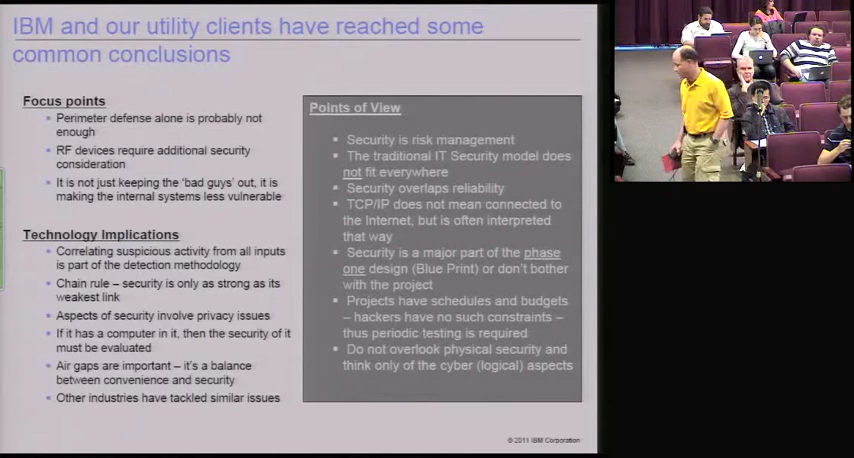 IBM and our utility clients have reached some
common conclusions
Focus points
Perimeter defense alone is probably not
enough
RF devices require additional security
consideration
It is not just keeping the 'bad guys' out, it is
making the internal systems less vulnerable
Technology Implications
Correlating suspicious activity from all inputs
is part of the detection methodology
Chain rule – security is only as strong as its
weakest link
Aspects of security involve privacy issues
If it has a computer in it, then the security of it
must be evaluated
Air gaps are important – it's a balance
between convenience and security
Other industries have tackled similar issues
Points of View
Security is risk management
The traditional IT Security model does
not fit everywhere
Security overlaps reliability
TCP/IP does not mean connected to
the Internet, but is often interpreted
that way
Security is a major part of the phase
one design (Blue Print) or don't bother
with the project
Projects have schedules and budgets
– hackers have no such constraints –
thus periodic testing is required
Do not overlook physical security and
think only of the cyber (logical) aspects
© 2011 IBM Corporation